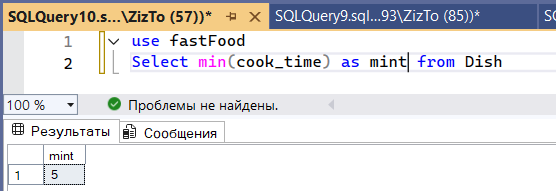 SQLQuery10.s...\ZizTo (57))*
SQLQuery9.sql...93\ZizTo (85))*
SQ
1 use fastFood
2 Select min(cook_time) as mint from Dish
100 %
Проблемы не найдены.
Результаты
Сообщения
mint
1 5